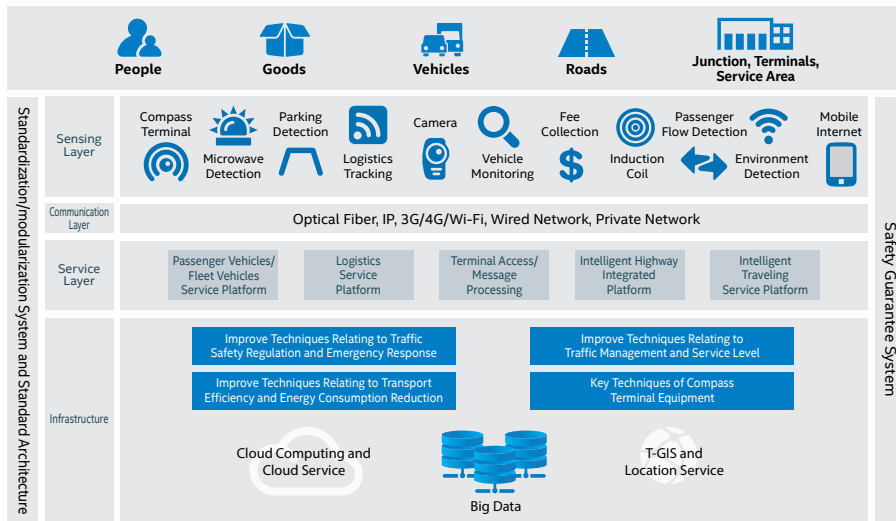 People
Goods
Vehicles
Roads
Junction, Terminals,
Service Area
Standardization/modularization System and Standard Architecture
Sensing
Layer
Compass
Terminal
Microwave
Detection
Parking
Detection
Logistics
Tracking
Camera
Vehicle
Monitoring
Fee
Collection
$
Induction
Coil
Passenger
Flow Detection
Environment
Detection
Mobile
Internet
Communication
Layer
Optical Fiber, IP, 3G/4G/Wi-Fi, Wired Network, Private Network
Service
Layer
Passenger Vehicles/
Fleet Vehicles
Service Platform
Logistics
Service
Platform
Terminal Access/
Message
Processing
Intelligent Highway
Integrated
Platform
Intelligent
Traveling
Service Platform
Infrastructure
Improve Techniques Relating to Traffic
Safety Regulation and Emergency Response
Improve Techniques Relating to
Traffic Management and Service Level
Improve Techniques Relating to Transport
Efficiency and Energy Consumption Reduction
Key Techniques of Compass
Terminal Equipment
Cloud Computing and
Cloud Service
Big Data
T-GIS and
Location Service
Safety Guarantee System